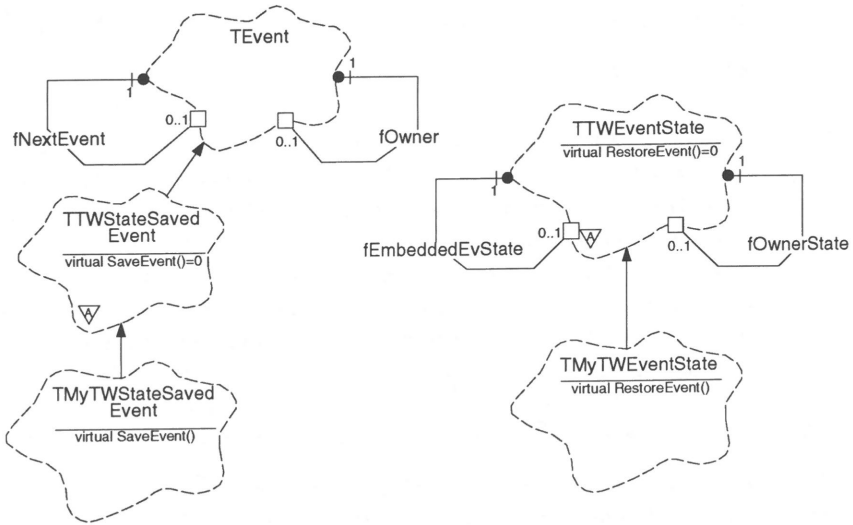 TEvent
1
1
0..1
0..1
fNextEvent
fOwner
TTWStateSaved
Event
virtual SaveEvent()=0
A
TMyTWStateSaved
Event
virtual SaveEvent()
TTWEventState
virtual RestoreEvent()=0
1
1
0..1
A
0..1
fEmbeddedEvState
fOwnerState
TMyTWEventState
virtual RestoreEvent()